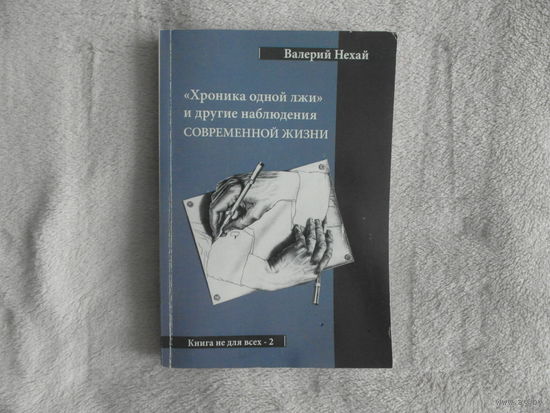 Валерий Нехай
«Хроника одной лжи»
и другие наблюдения
СОВРЕМЕННОЙ ЖИЗНИ
Книга не для всех - 2